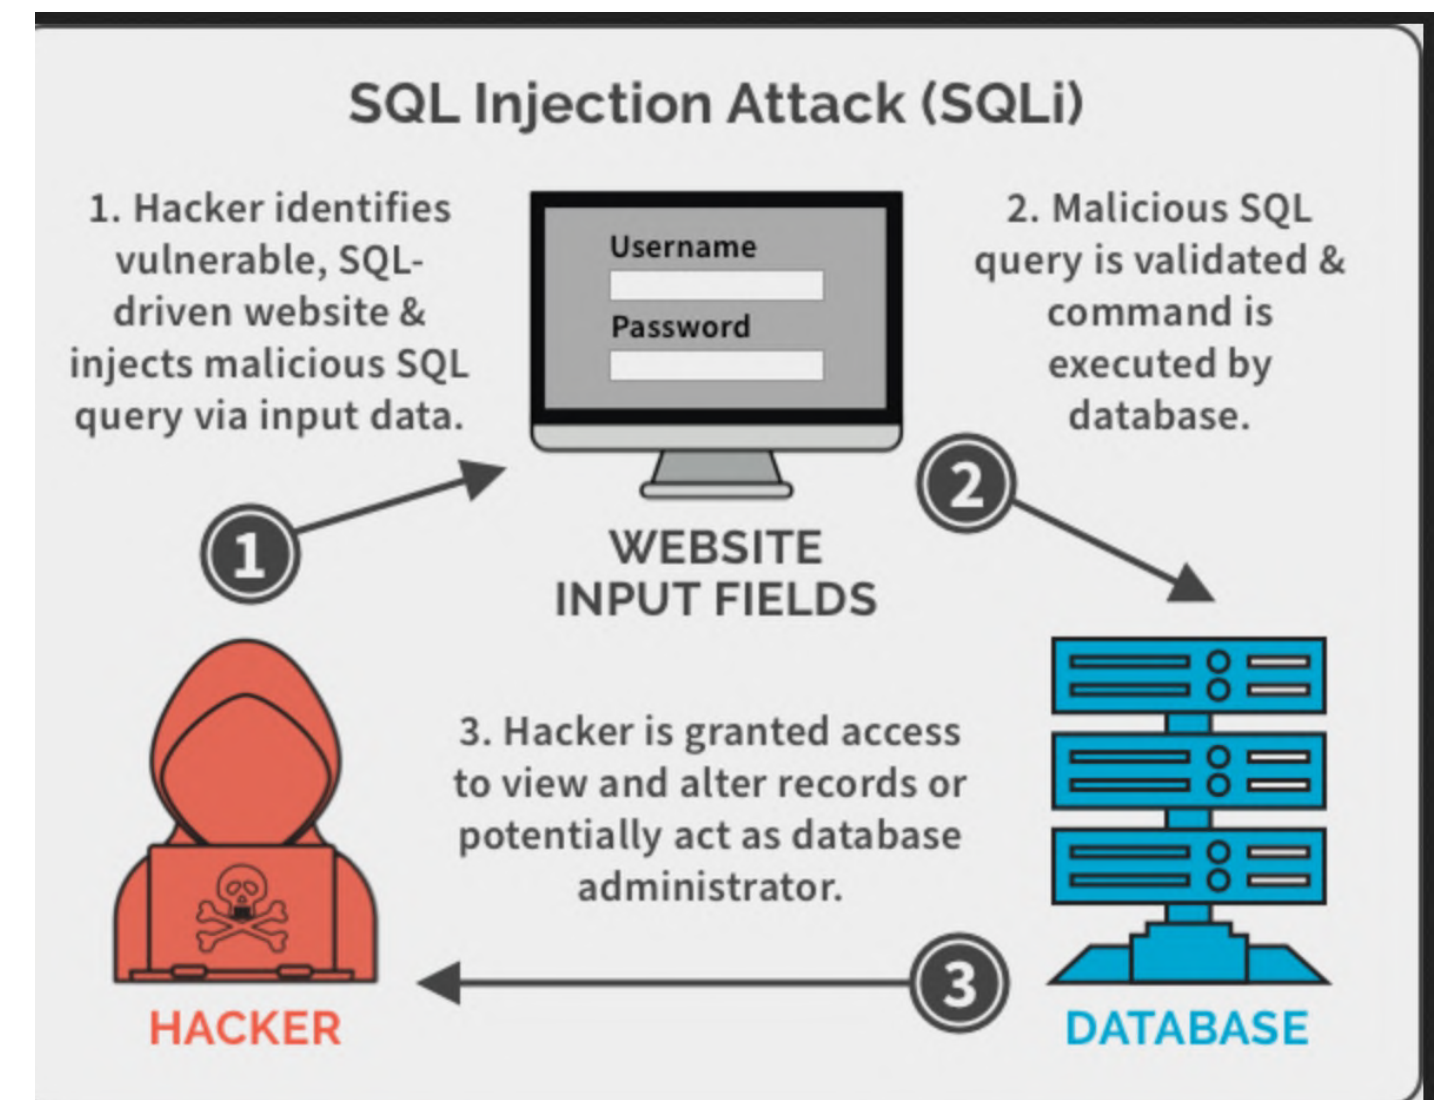 SQL Injection Attack (SQLi)
1. Hacker identifies
vulnerable, SQL-
driven website &
injects malicious SQL
query via input data.
Username
Password
2. Malicious SQL
query is validated &
command is
executed by
database.
1
2
WEBSITE
INPUT FIELDS
3. Hacker is granted access
to view and alter records or
potentially act as database
administrator.
3
HACKER
DATABASE